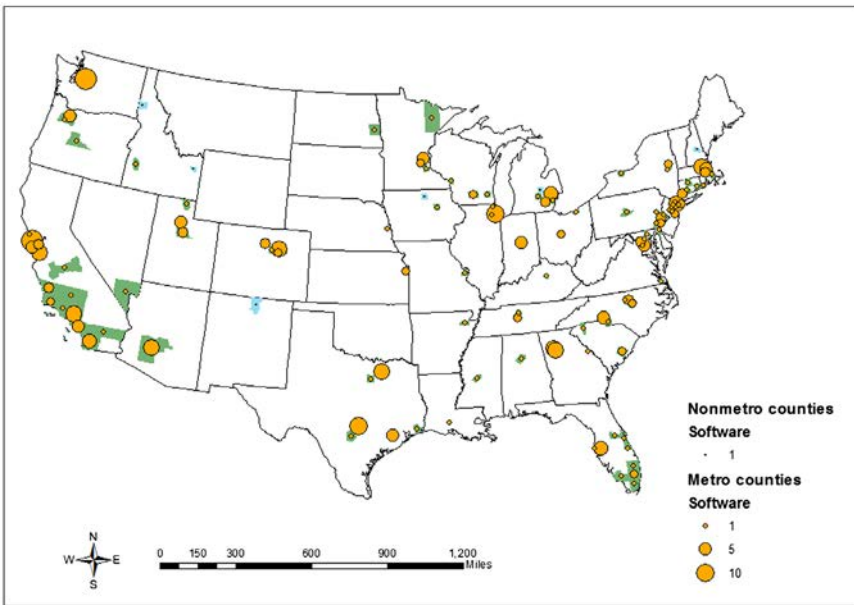 Nonmetro counties
Software
1
Metro counties
Software
1
5
10
N
W E
S
0 150 300 600 900 1,200
Miles